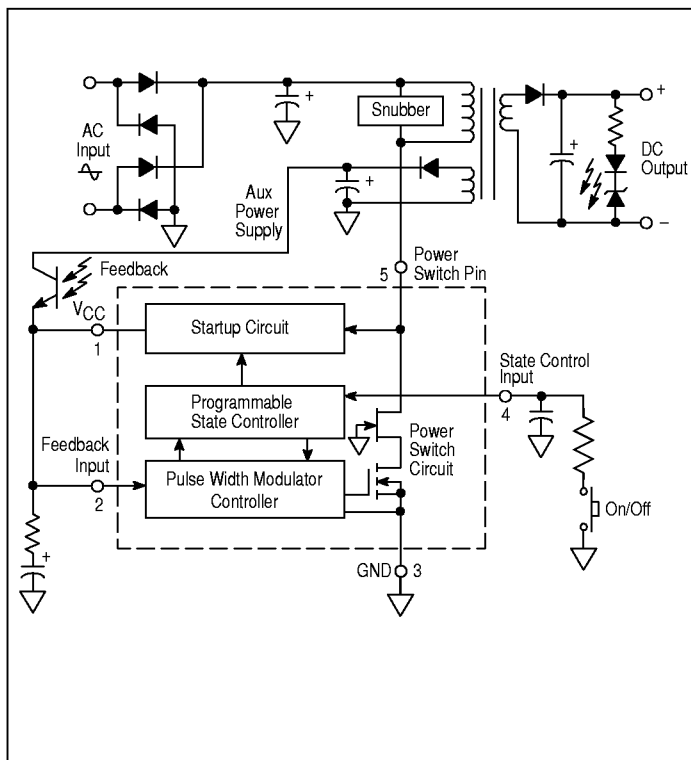 Snubber
+
AC
Input
+
+
+
DC
Output
–
Aux
Power
Supply
Feedback
5
Power
Switch Pin
VCC
1
Startup Circuit
State Control
Input
4
Programmable
State Controller
Power
Switch
Circuit
Feedback
Input
2
Pulse Width Modulator
Controller
On/Off
+
GND
3